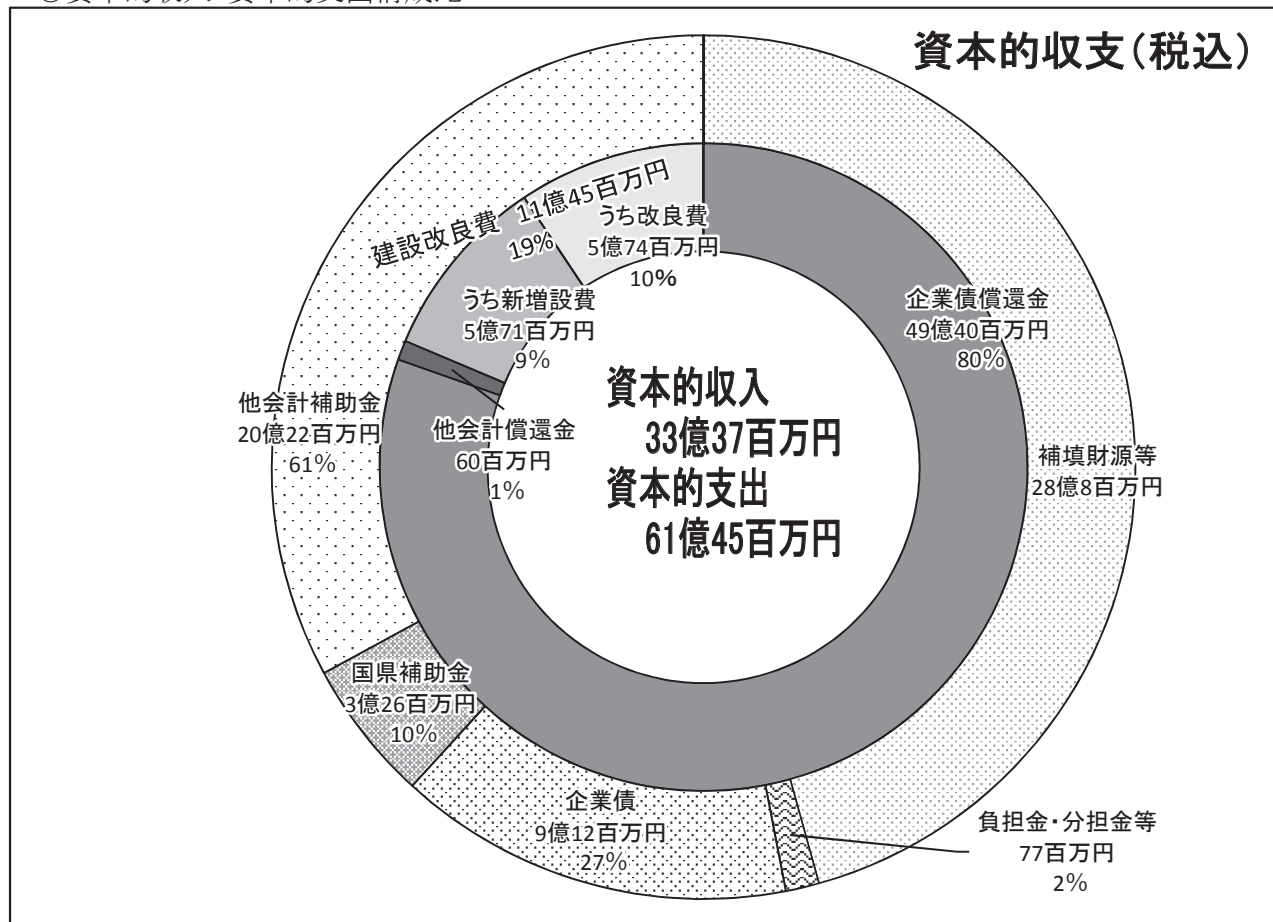 資本的収支(税込)
建設改良費 11億45百万円
19%
うち改良費
5億74百万円
10%
うち新増設費
5億71百万円
9%
企業債償還金
49億40百万円
80%
資本的収入
33億37百万円
資本的支出
61億45百万円
他会計補助金
20億22百万円
61%
他会計償還金
60百万円
1%
補填財源等
28億8百万円
国県補助金
3億26百万円
10%
企業債
9億12百万円
27%
負担金・分担金等
77百万円
2%